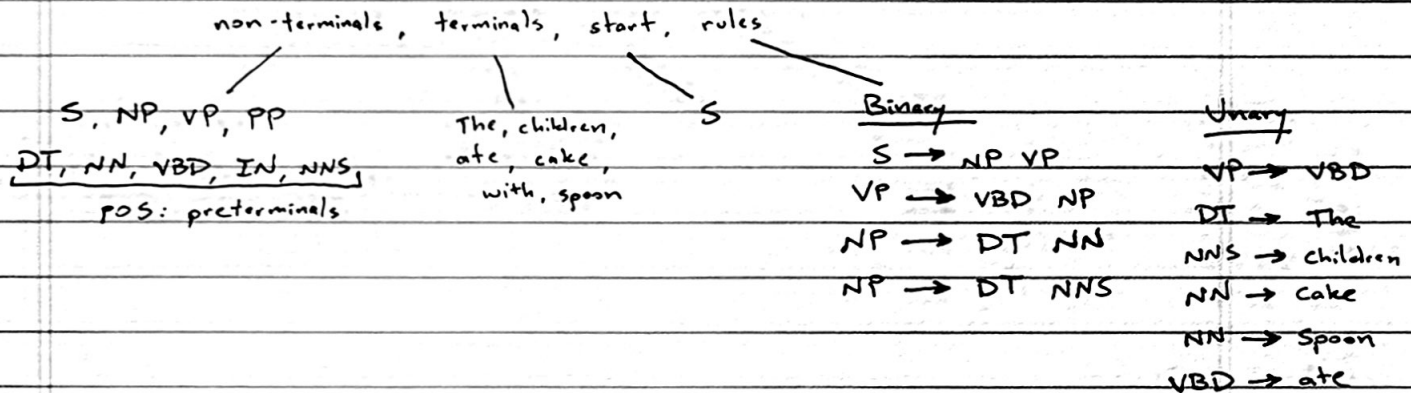 non-terminals, terminals, start, rules
S, NP, VP, PP
DT, NN, VBD, IN, NNS,
POS: preterminals
The, children,
ate, cake,
with, spoon
S
Binary
S → NP VP
VP → VBD NP
NP → DT NN
NP → DT NNS
Unary
VP → VBD
DT → The
NNS → children
NN → cake
NN → spoon
VBD → ate